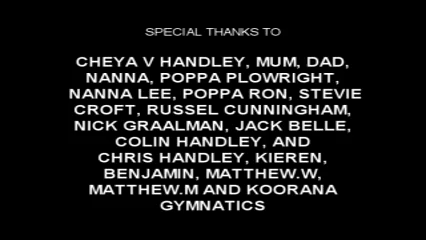 SPECIAL THANKS TO
CHEYA V HANDLEY, MUM, DAD,
NANNA, POPPA PLOWRIGHT,
NANNA LEE, POPPA RON, STEVIE
CROFT, RUSSEL CUNNINGHAM,
NICK GRAALMAN, JACK BELLE,
COLIN HANDLEY, AND
CHRIS HANDLEY, KIEREN,
BENJAMIN, MATTHEW.W,
MATTHEW.M AND KOORANA
GYMNATICS